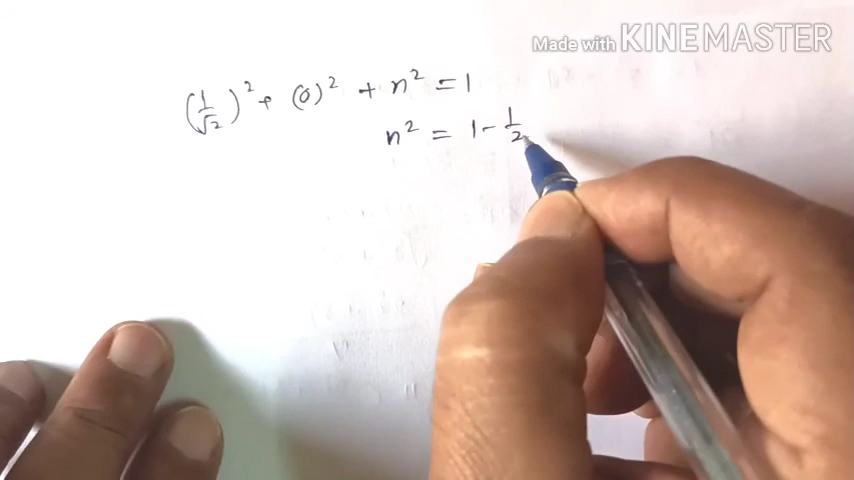 Made with KINEMASTER
(1/√2)² + (0)² + n² = 1
n² = 1 - 1/2